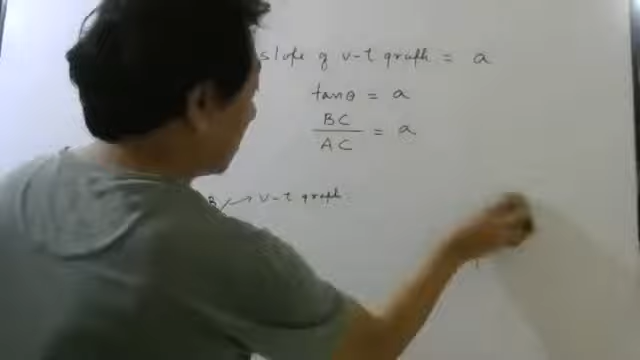 slope of v-t graph = a
tanθ = a
BC
AC = a
B → v-t graph